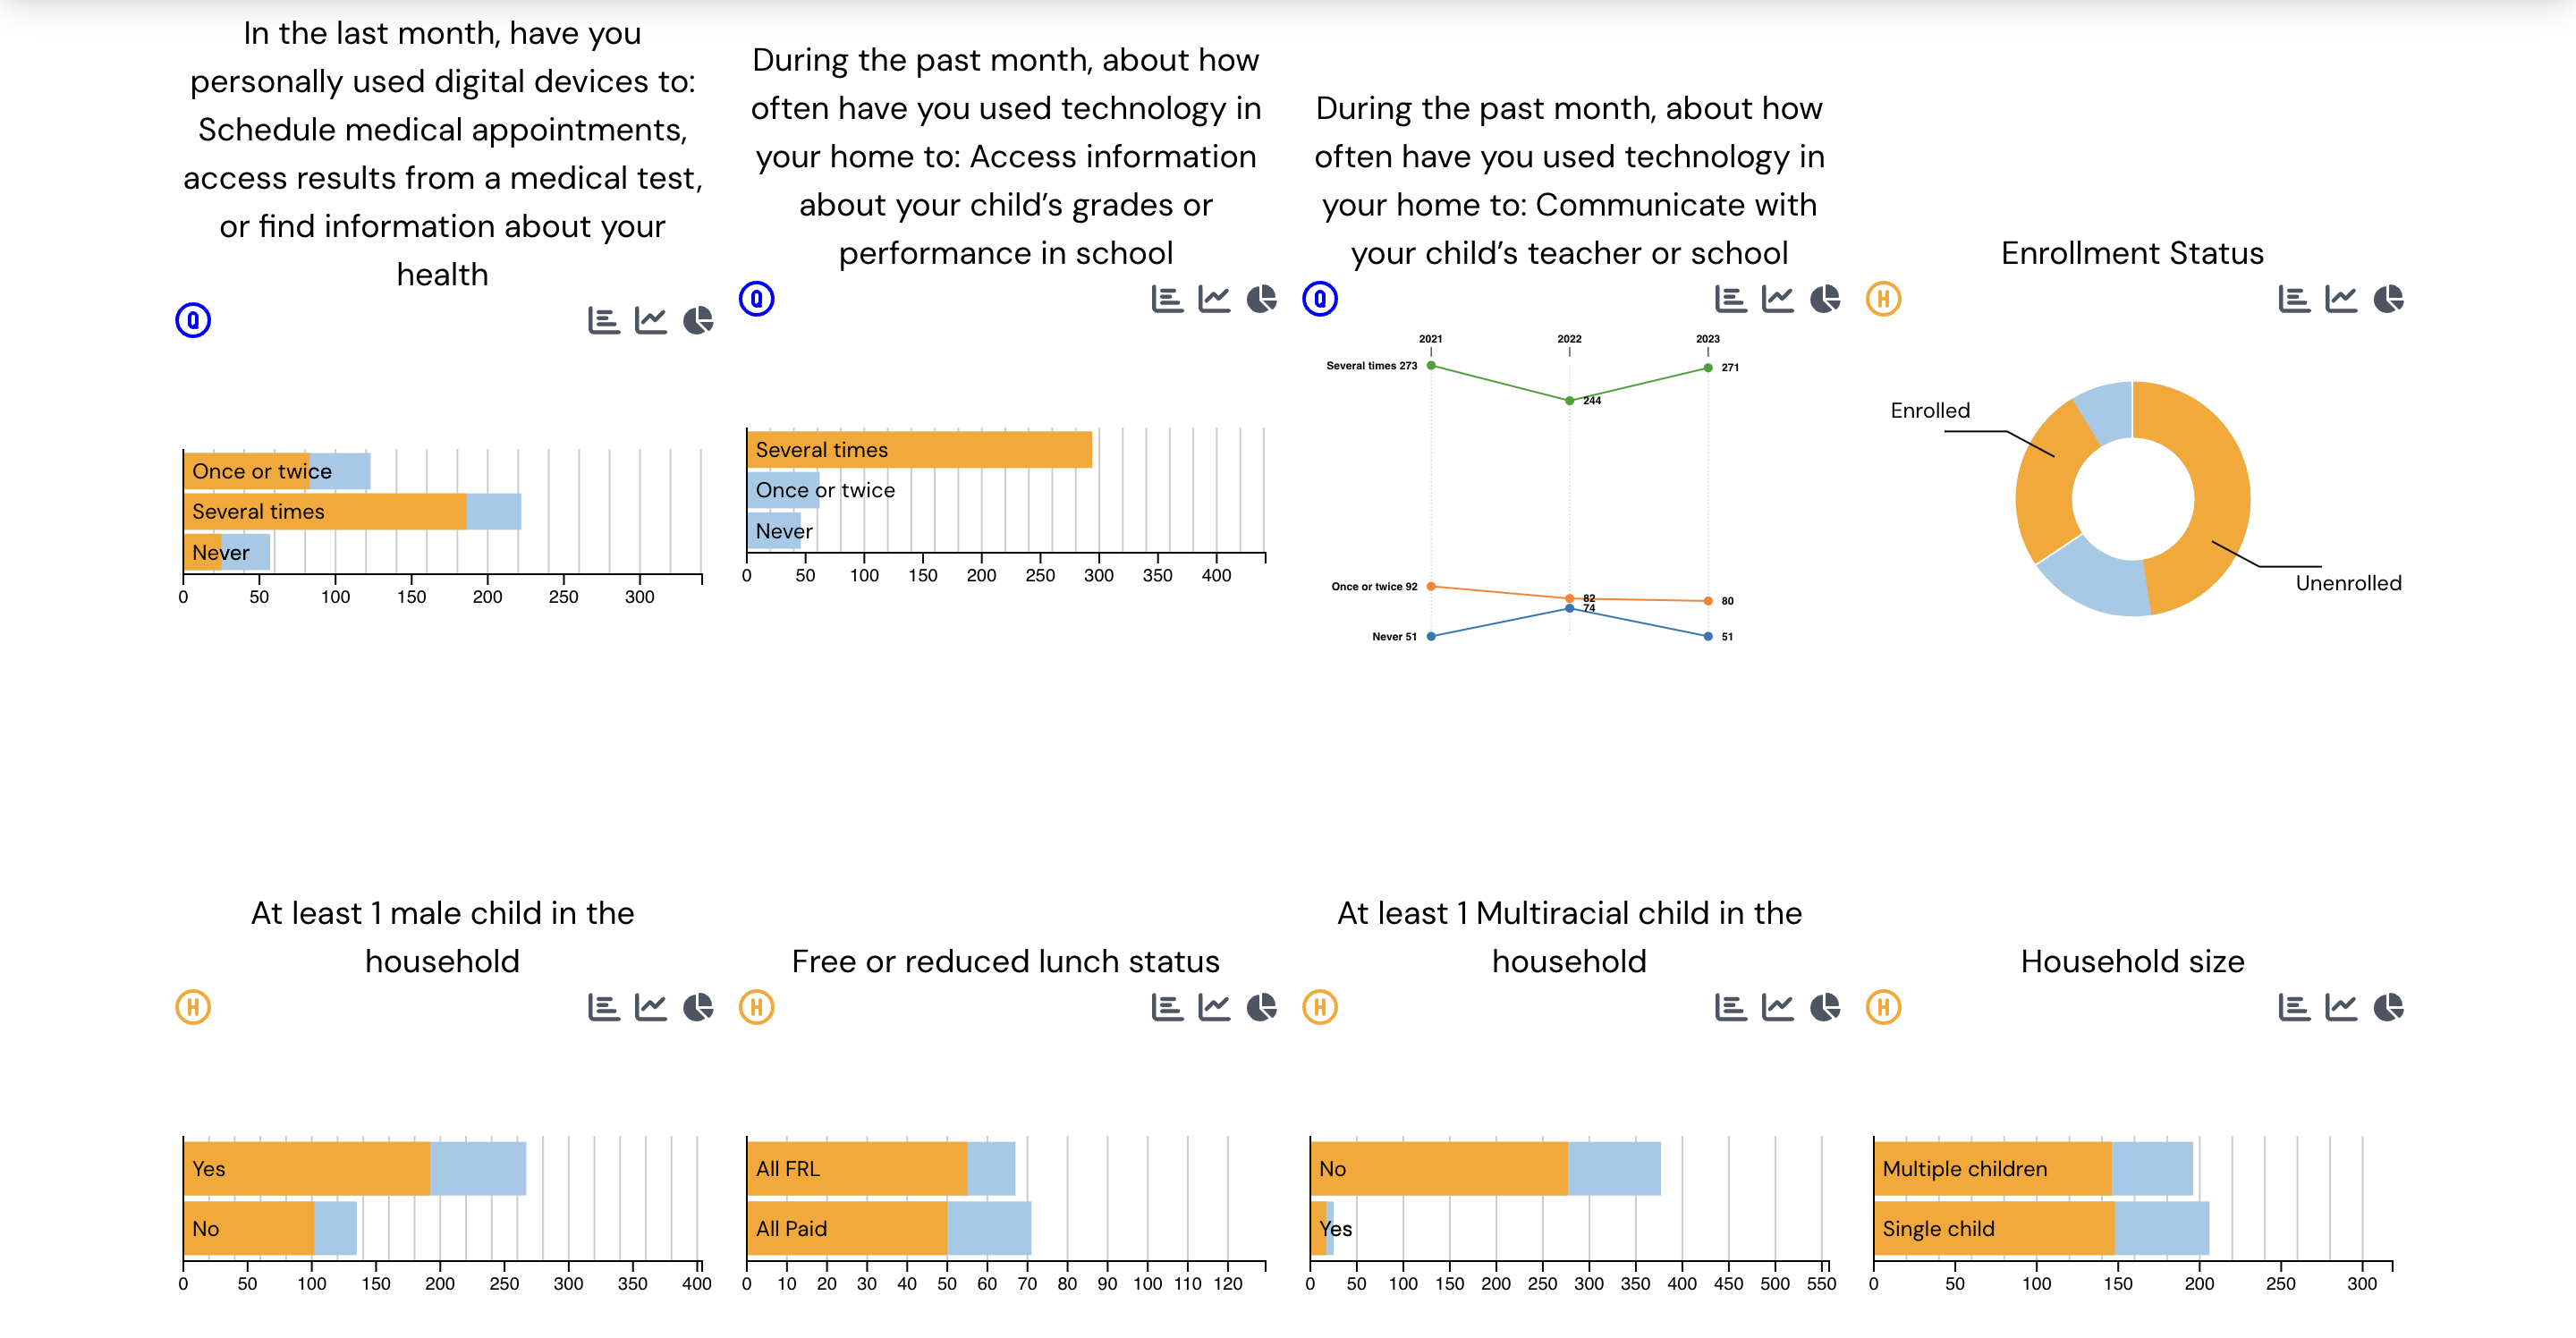 In the last month, have you
personally used digital devices to:
Schedule medical appointments,
access results from a medical test,
or find information about your
health
Q
Once or twice
Several times
Never
0 50 100 150 200 250 300
During the past month, about how
often have you used technology in
your home to: Access information
about your child’s grades or
performance in school
Q
Several times
Once or twice
Never
0 50 100 150 200 250 300 350 400
During the past month, about how
often have you used technology in
your home to: Communicate with
your child’s teacher or school
Q
2021 2022 2023
Several times 273
271
244
Once or twice 92
82
80
74
Never 51
51
Enrollment Status
H
Enrolled
Unenrolled
At least 1 male child in the
household
H
Yes
No
0 50 100 150 200 250 300 350 400
Free or reduced lunch status
H
All FRL
All Paid
0 10 20 30 40 50 60 70 80 90 100 110 120
At least 1 Multiracial child in the
household
H
No
Yes
0 50 100 150 200 250 300 350 400 450 500 550
Household size
H
Multiple children
Single child
0 50 100 150 200 250 300